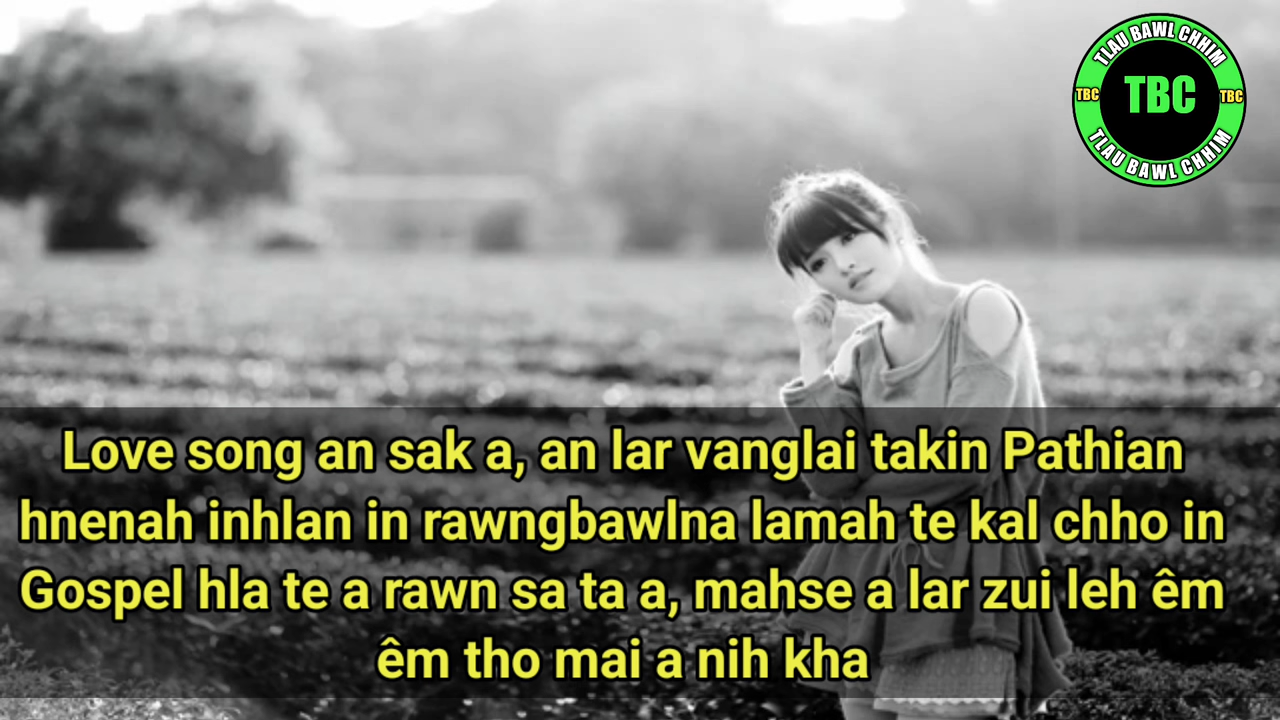 TLAU BAWL CHHIM
TBC TBC TBC
TLAU BAWL CHHIM
Love song an sak a, an lar vanglai takin Pathian
hnenah inhlan in rawngbawlna lamah te kal chho in
Gospel hla te a rawn sa ta a, mahse a lar zui leh êm
êm tho mai a nih kha